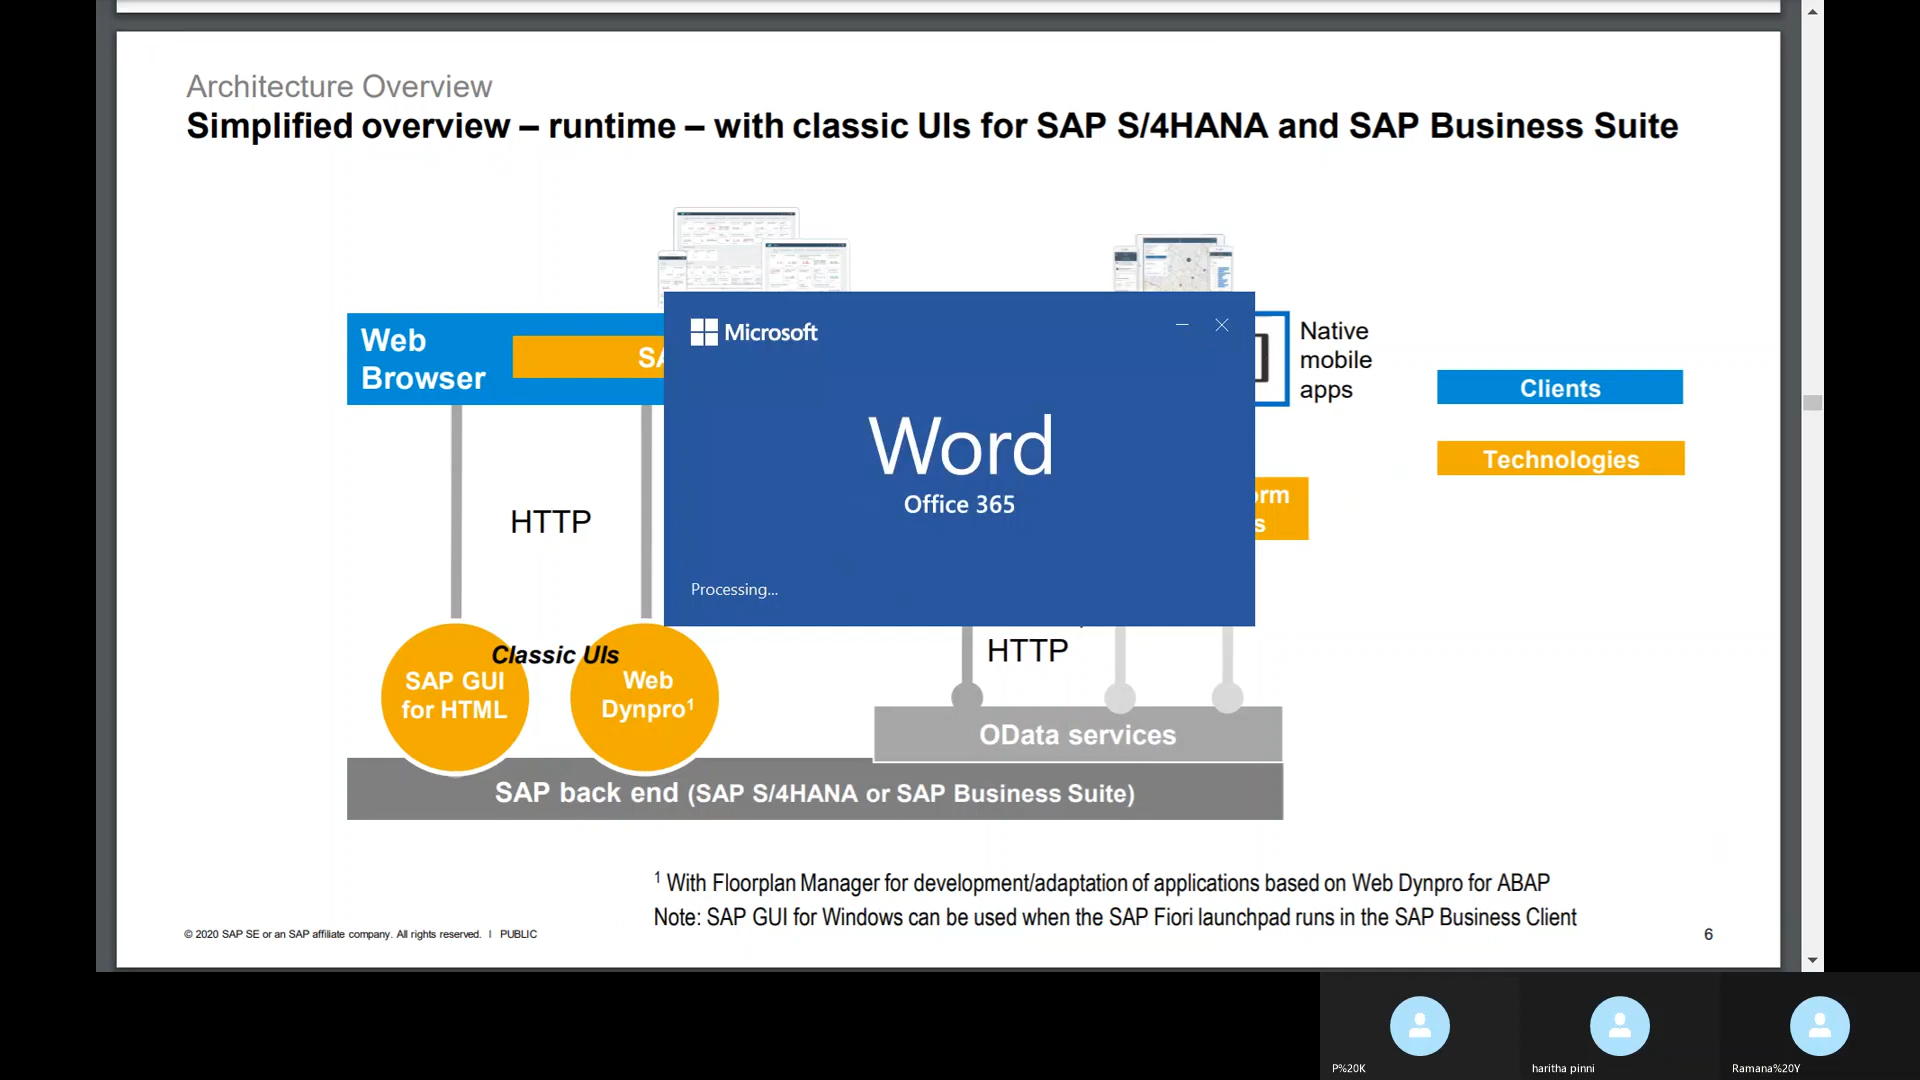 Architecture Overview
Simplified overview – runtime – with classic UIs for SAP S/4HANA and SAP Business Suite
Web
Browser
SA
Microsoft
Word
Office 365
Processing...
Native
mobile
apps
Clients
Technologies
orm
s
HTTP
HTTP
Classic UIs
SAP GUI
for HTML
Web
Dynpro¹
OData services
SAP back end (SAP S/4HANA or SAP Business Suite)
¹ With Floorplan Manager for development/adaptation of applications based on Web Dynpro for ABAP
Note: SAP GUI for Windows can be used when the SAP Fiori launchpad runs in the SAP Business Client
© 2020 SAP SE or an SAP affiliate company. All rights reserved. ǀ PUBLIC
6
P%20K
haritha pinni
Ramana%20Y